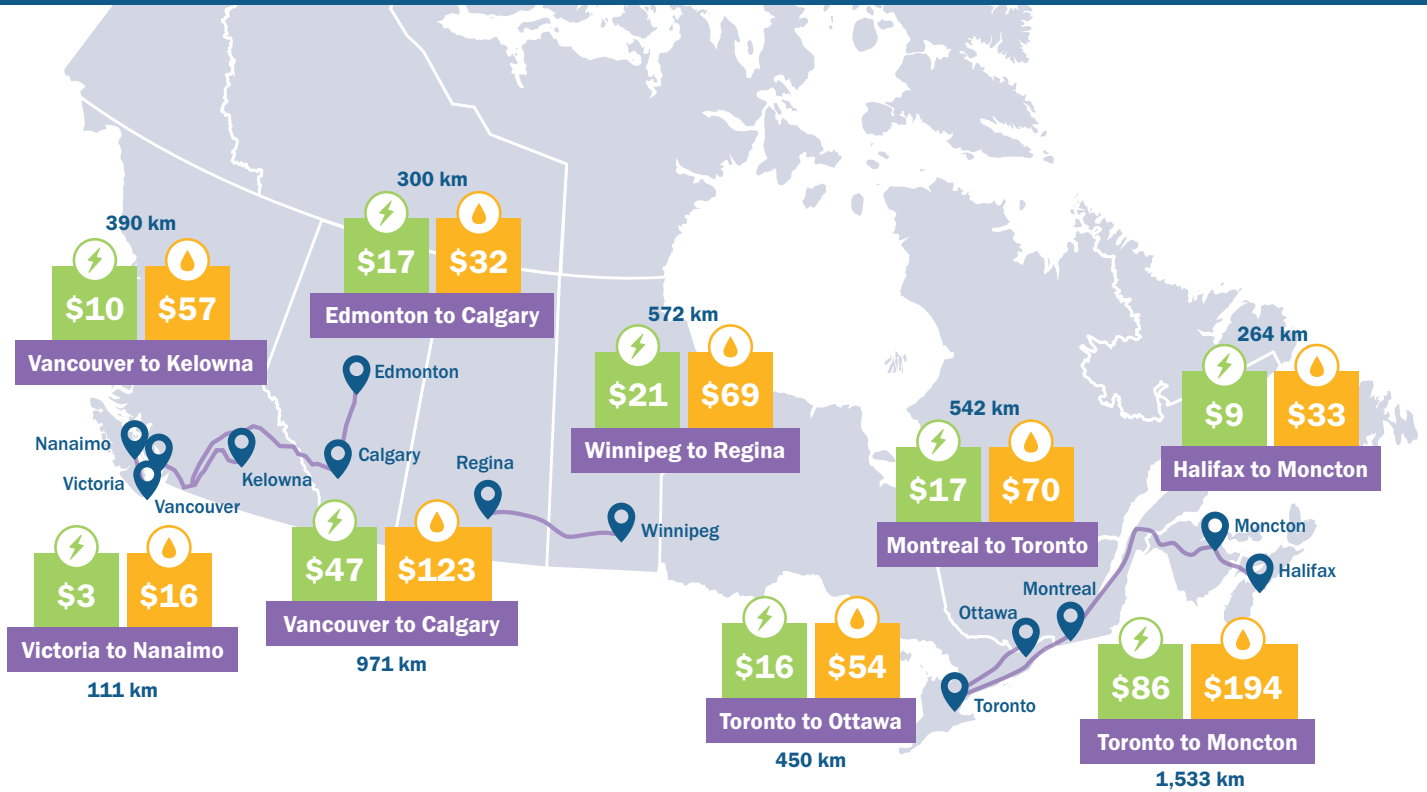 300 km
$17
$32
Edmonton to Calgary
390 km
$10
$57
Vancouver to Kelowna
572 km
$21
$69
Winnipeg to Regina
264 km
$9
$33
Halifax to Moncton
542 km
$17
$70
Montreal to Toronto
Edmonton
Nanaimo
Victoria
Vancouver
Kelowna
Calgary
Regina
Winnipeg
Moncton
Halifax
Montreal
Ottawa
Toronto
$3
$16
Victoria to Nanaimo
111 km
$47
$123
Vancouver to Calgary
971 km
$16
$54
Toronto to Ottawa
450 km
$86
$194
Toronto to Moncton
1,533 km